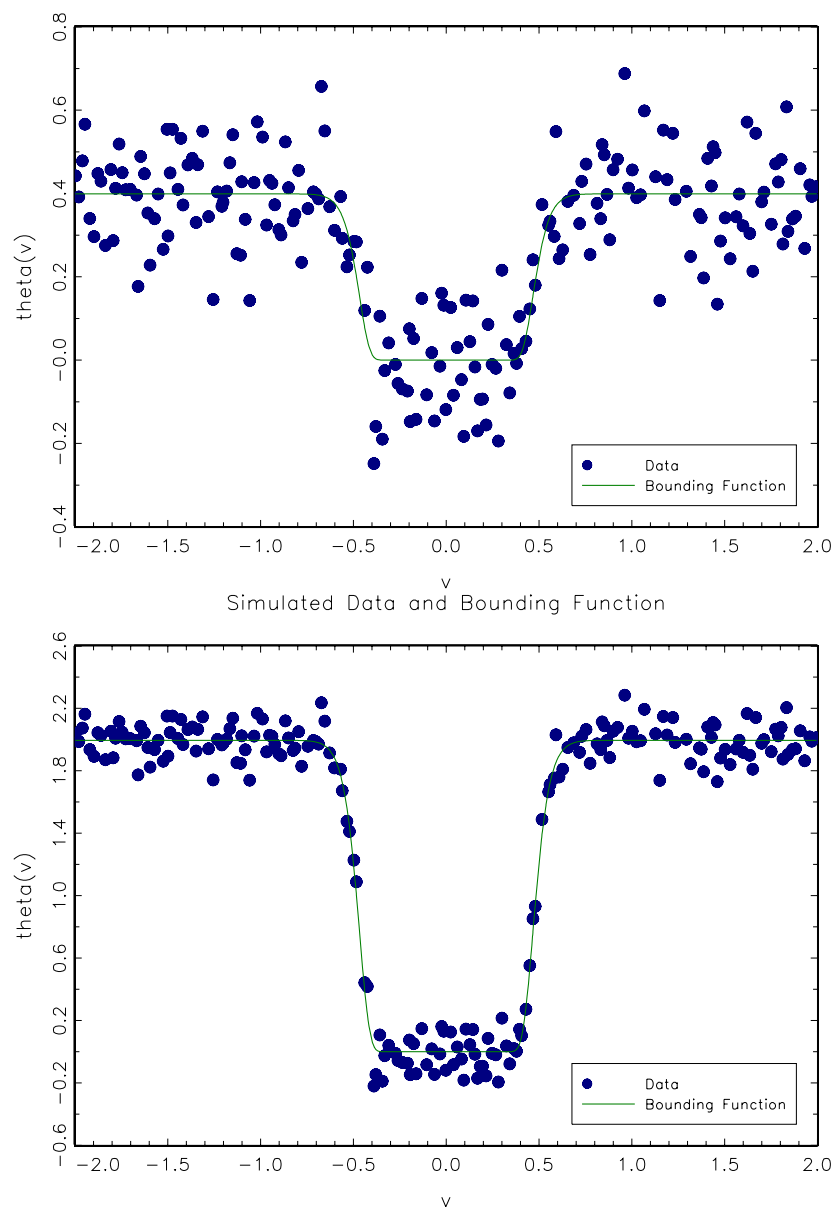 0.8
0.6
0.4
0.2
-0.0
-0.2
-0.4
theta(v)
Data
Bounding Function
-2.0 -1.5 -1.0 -0.5 0.0 0.5 1.0 1.5 2.0
v
Simulated Data and Bounding Function
2.6
2.2
1.8
1.4
1.0
0.6
0.2
-0.2
-0.6
theta(v)
Data
Bounding Function
-2.0 -1.5 -1.0 -0.5 0.0 0.5 1.0 1.5 2.0
v